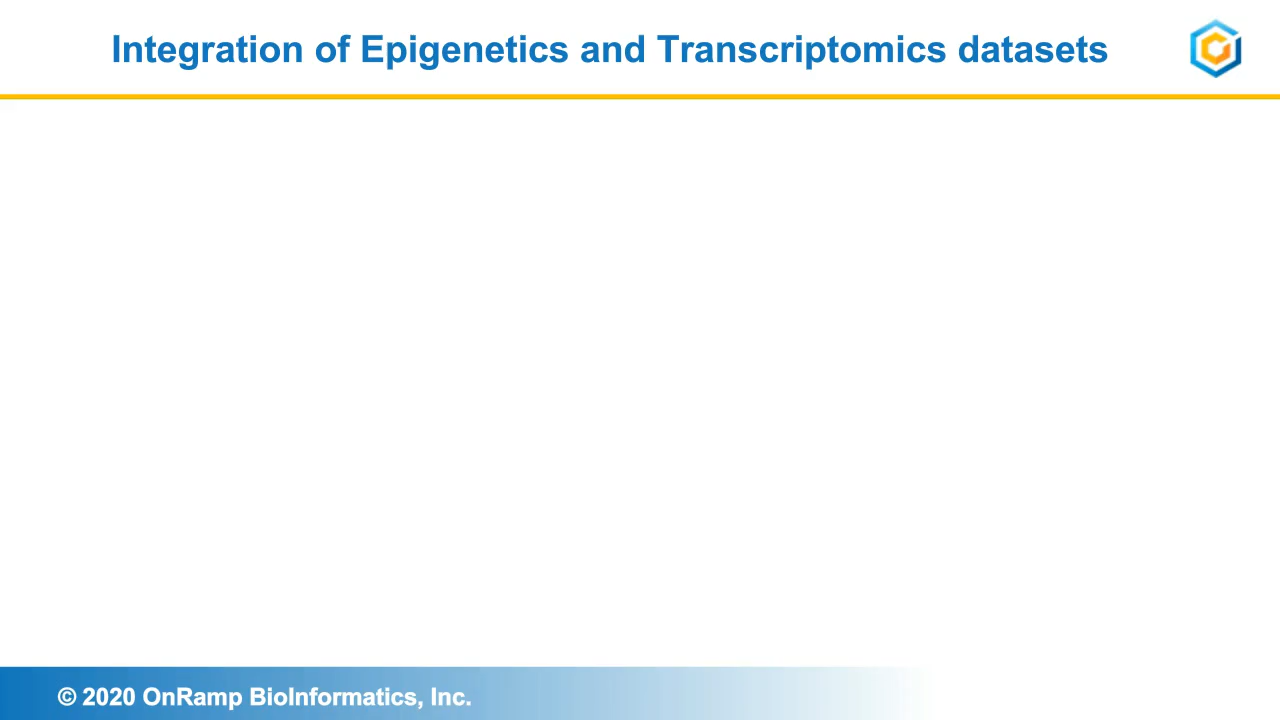 Integration of Epigenetics and Transcriptomics datasets
© 2020 OnRamp BioInformatics, Inc.